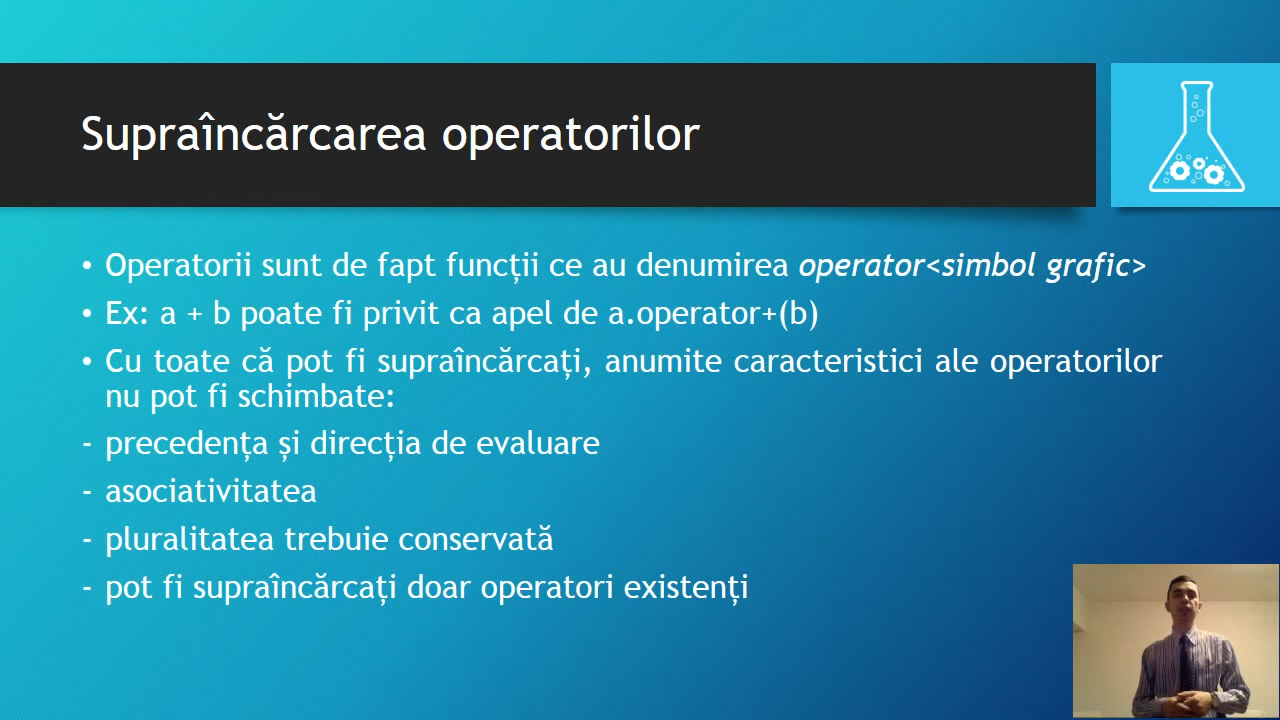 Supraîncărcarea operatorilor
• Operatorii sunt de fapt funcții ce au denumirea operator<simbol grafic>
• Ex: a + b poate fi privit ca apel de a.operator+(b)
• Cu toate că pot fi supraîncărcați, anumite caracteristici ale operatorilor
nu pot fi schimbate:
- precedența și direcția de evaluare
- asociativitatea
- pluralitatea trebuie conservată
- pot fi supraîncărcați doar operatori existenți